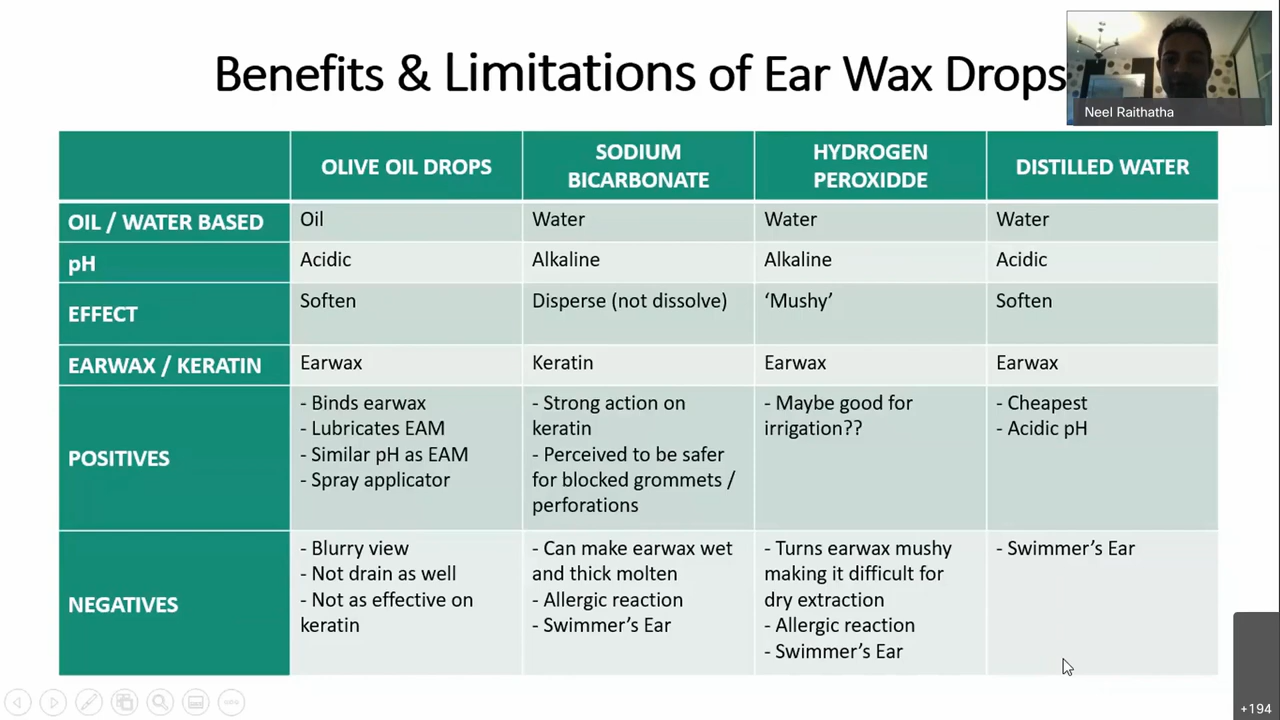 Benefits & Limitations of Ear Wax Drops
Neel Raithatha
OLIVE OIL DROPS
SODIUM
BICARBONATE
HYDROGEN
PEROXIDDE
DISTILLED WATER
OIL / WATER BASED
Oil
Water
Water
Water
pH
Acidic
Alkaline
Alkaline
Acidic
EFFECT
Soften
Disperse (not dissolve)
‘Mushy’
Soften
EARWAX / KERATIN
Earwax
Keratin
Earwax
Earwax
POSITIVES
- Binds earwax
- Lubricates EAM
- Similar pH as EAM
- Spray applicator
- Strong action on
keratin
- Perceived to be safer
for blocked grommets /
perforations
- Maybe good for
irrigation??
- Cheapest
- Acidic pH
NEGATIVES
- Blurry view
- Not drain as well
- Not as effective on
keratin
- Can make earwax wet
and thick molten
- Allergic reaction
- Swimmer’s Ear
- Turns earwax mushy
making it difficult for
dry extraction
- Allergic reaction
- Swimmer’s Ear
- Swimmer’s Ear
+194